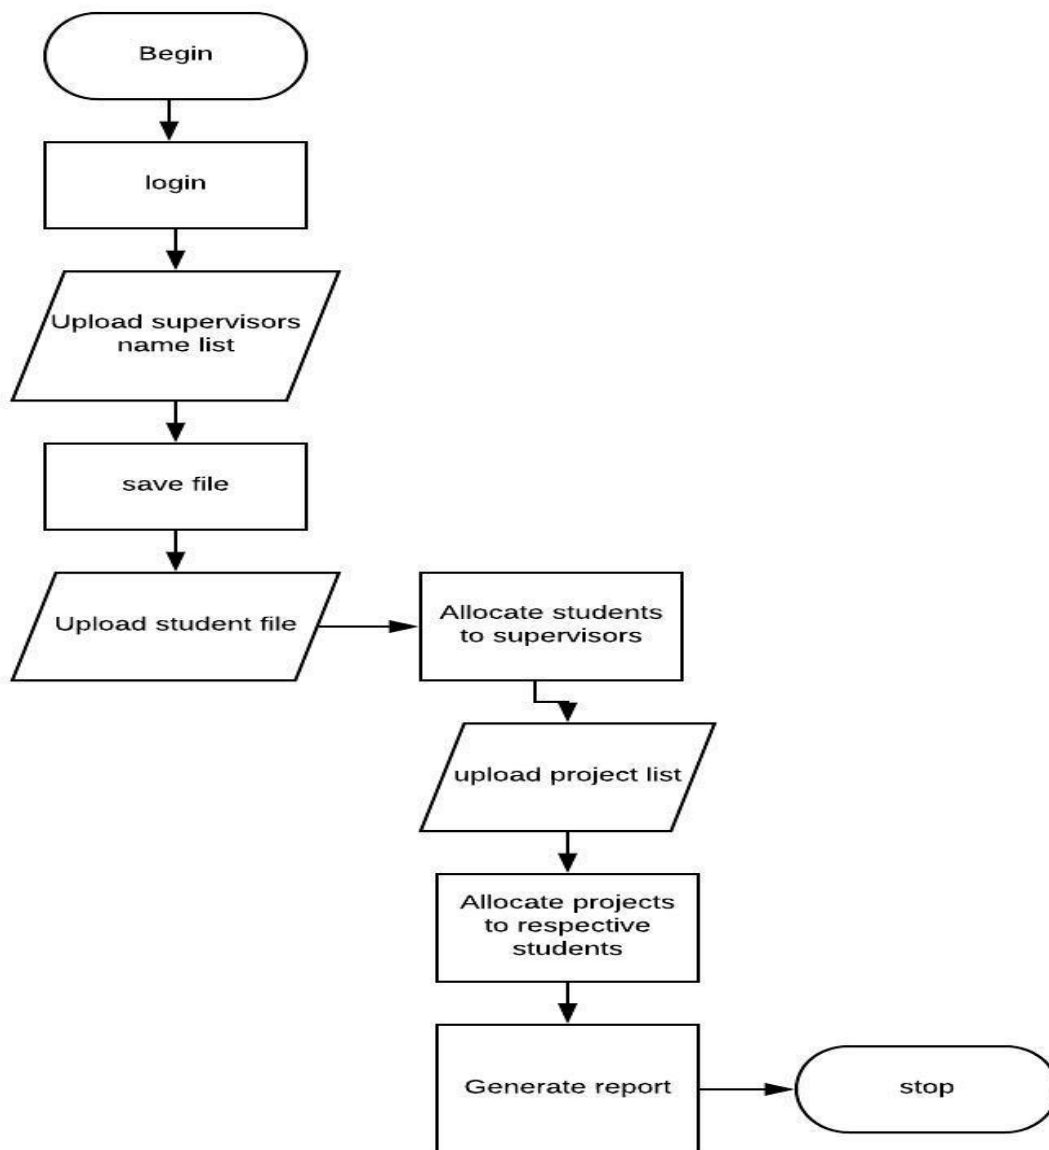 Begin
login
Upload supervisors
name list
save file
Upload student file
Allocate students
to supervisors
upload project list
Allocate projects
to respective
students
Generate report
stop